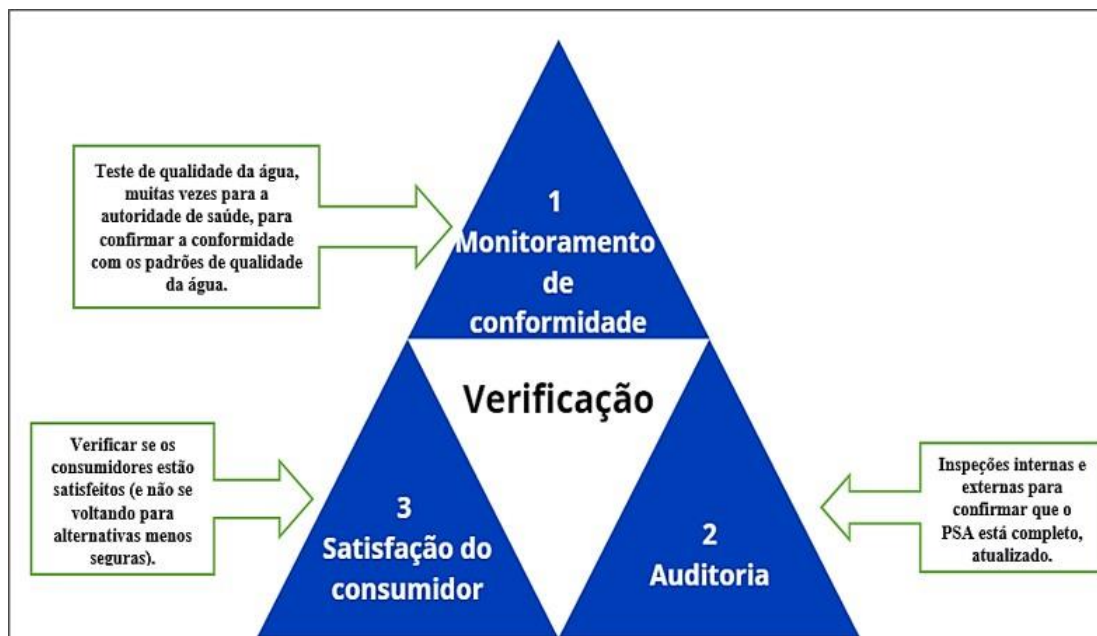 Teste de qualidade da água,
muitas vezes para a
autoridade de saúde, para
confirmar a conformidade
com os padrões de qualidade
da água.
1
Monitoramento
de
conformidade
Verificação
Verificar se os
consumidores estão
satisfeitos (e não se
voltando para
alternativas menos
seguras).
3
Satisfação do
consumidor
2
Auditoria
Inspeções internas e
externas para
confirmar que o
PSA está completo,
atualizado.